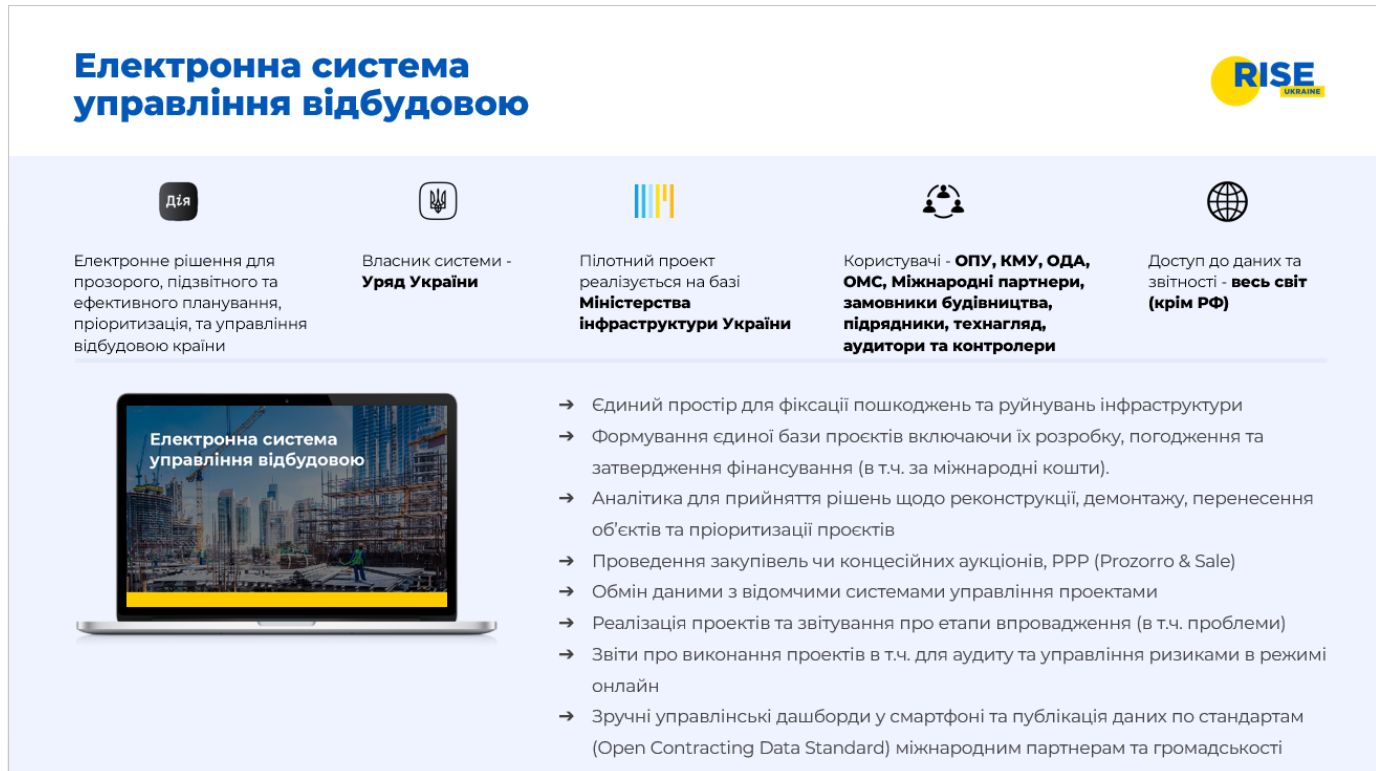 Електронна система
управління відбудовою
RISE
UKRAINE
Дія
Електронне рішення для
прозорого, підзвітного та
ефективного планування,
пріоритизація, та управління
відбудовою країни
Власник системи -
Уряд України
Пілотний проект
реалізується на базі
Міністерства
інфраструктури України
Користувачі - ОПУ, КМУ, ОДА,
ОМС, Міжнародні партнери,
замовники будівництва,
підрядники, технагляд,
аудитори та контролери
Доступ до даних та
звітності - весь світ
(крім РФ)
Електронна система
управління відбудовою
➔ Єдиний простір для фіксації пошкоджень та руйнувань інфраструктури
➔ Формування єдиної бази проєктів включаючи їх розробку, погодження та
затвердження фінансування (в т.ч. за міжнародні кошти).
➔ Аналітика для прийняття рішень щодо реконструкції, демонтажу, перенесення
об’єктів та пріоритизації проєктів
➔ Проведення закупівель чи концесійних аукціонів, PPP (Prozorro & Sale)
➔ Обмін даними з відомчими системами управління проектами
➔ Реалізація проектів та звітування про етапи впровадження (в т.ч. проблеми)
➔ Звіти про виконання проектів в т.ч. для аудиту та управління ризиками в режимі
онлайн
➔ Зручні управлінські дашборди у смартфоні та публікація даних по стандартам
(Open Contracting Data Standard) міжнародним партнерам та громадськості